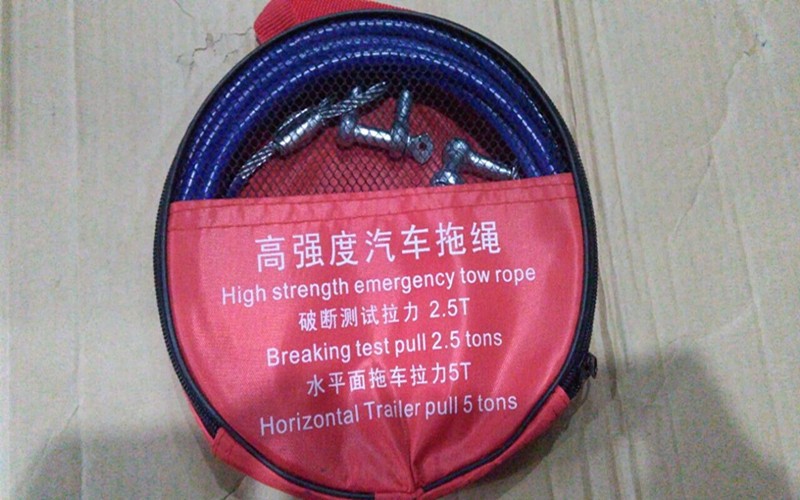 高强度汽车拖绳
High strength emergency tow rope
破断测试拉力 2.5T
Breaking test pull 2.5 tons
水平面拖车拉力5T
Horizontal Trailer pull 5 tons